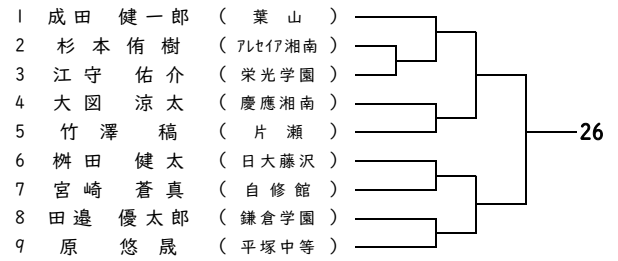 1 成田 健一郎 ( 葉山 )
2 杉本侑樹 ( アレセイア湘南 )
3 江守 佑介 ( 栄光学園 )
4 大図 涼太 ( 慶應湘南 )
5 竹澤 稿 ( 片瀬 )
6 桝田 健太 ( 日大藤沢 )
7 宮崎 蒼真 ( 自修館 )
8 田邉 優太郎 ( 鎌倉学園 )
9 原 悠晟 ( 平塚中等 )
26